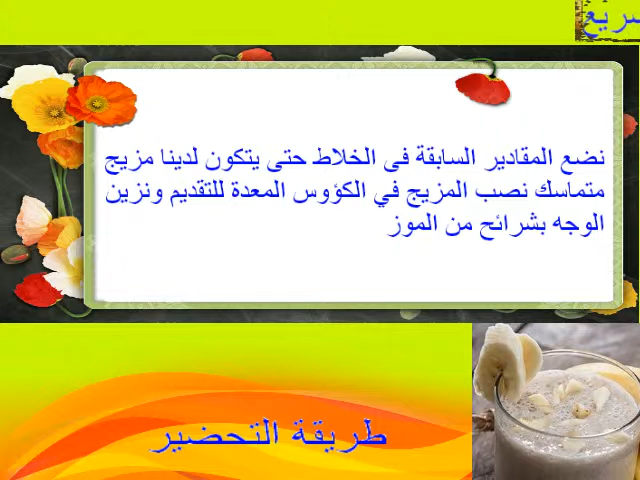 سريع
نضع المقادير السابقة فى الخلاط حتى يتكون لدينا مزيج
متماسك نصب المزيج في الكؤوس المعدة للتقديم ونزين
الوجه بشرائح من الموز
طريقة التحضير